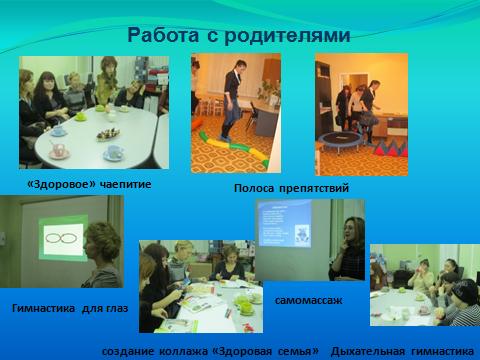 Работа с родителями
«Здоровое» чаепитие
Полоса препятствий
Гимнастика для глаз
самомассаж
создание коллажа «Здоровая семья»
Дыхательная гимнастика